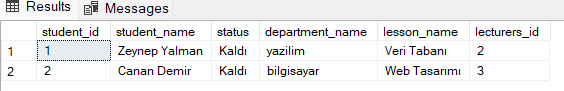 Results Messages
student_id student_name status department_name lesson_name lecturers_id
1 1 Zeynep Yalman Kaldı yazilim Veri Tabanı 2
2 2 Canan Demir Kaldı bilgisayar Web Tasarımı 3